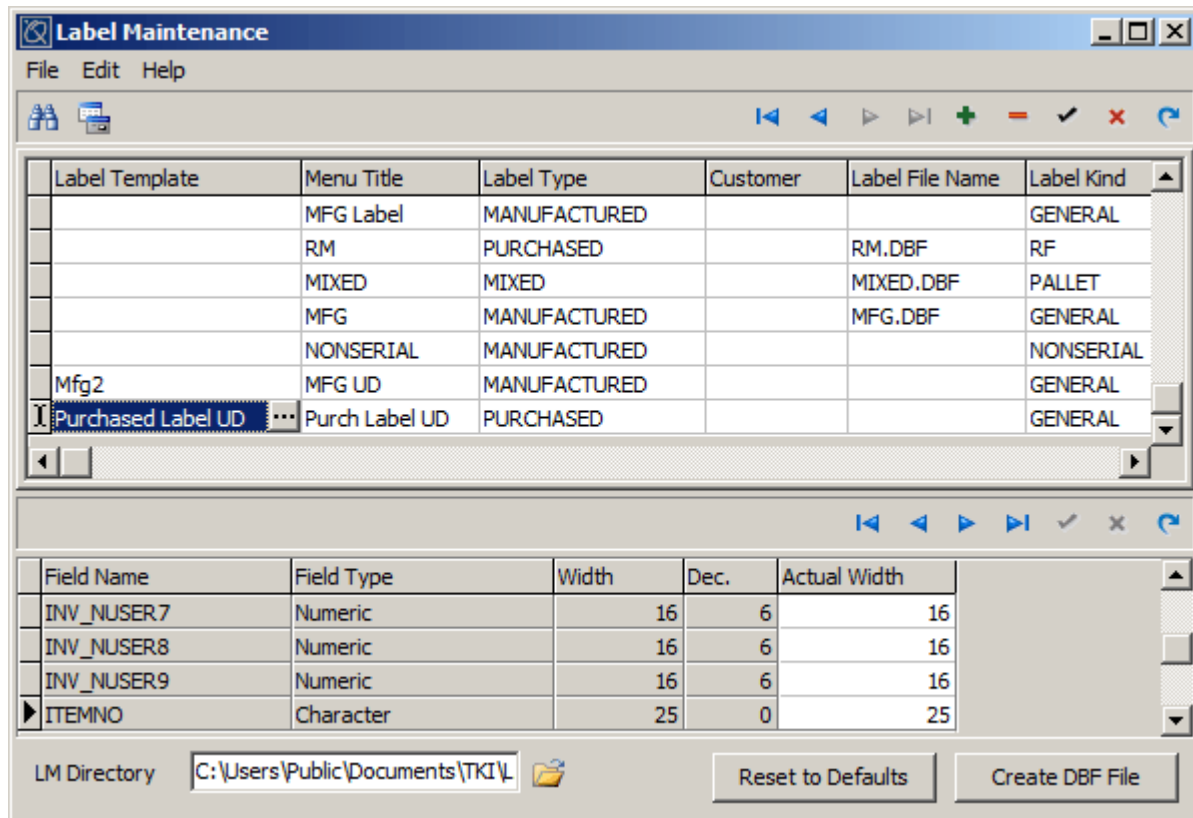 Label Maintenance
File Edit Help
Label Template Menu Title Label Type Customer Label File Name Label Kind
MFG Label MANUFACTURED GENERAL
RM PURCHASED RM.DBF RF
MIXED MIXED MIXED.DBF PALLET
MFG MANUFACTURED MFG.DBF GENERAL
NONSERIAL MANUFACTURED NONSERIAL
Mfg2 MFG UD MANUFACTURED GENERAL
Purchased Label UD ... Purch Label UD PURCHASED GENERAL
Field Name Field Type Width Dec. Actual Width
INV_NUSER7 Numeric 16 6 16
INV_NUSER8 Numeric 16 6 16
INV_NUSER9 Numeric 16 6 16
ITEMNO Character 25 0 25
LM Directory C:\Users\Public\Documents\TKI\L Reset to Defaults Create DBF File